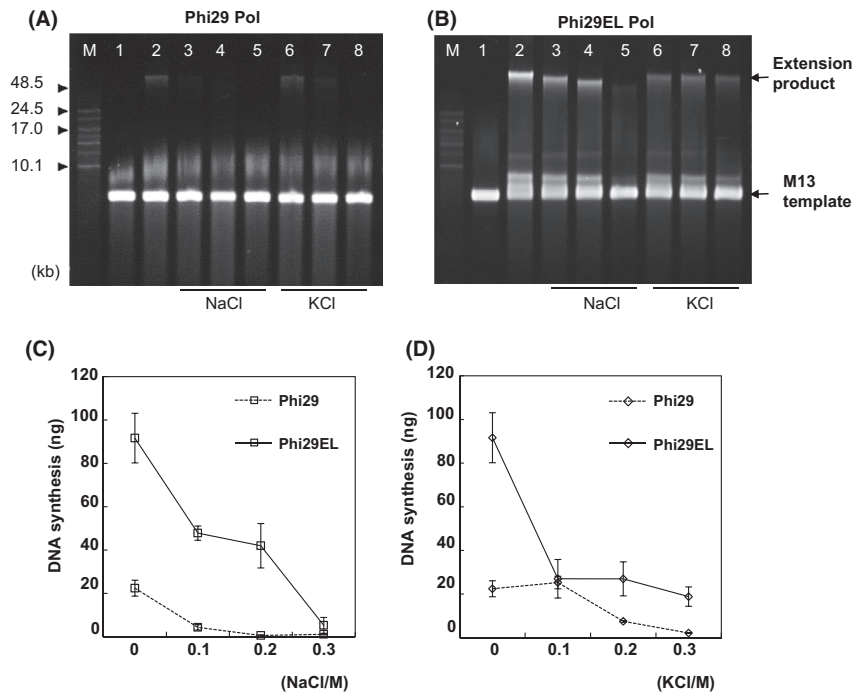 (A)
Phi29 Pol
M 1 2 3 4 5 6 7 8
48.5
24.5
17.0
10.1
(kb)
NaCl
KCl
(B)
Phi29EL Pol
M 1 2 3 4 5 6 7 8
Extension
product
M13
template
NaCl
KCl
(C)
120
100
80
60
40
20
0
DNA synthesis (ng)
Phi29
Phi29EL
0 0.1 0.2 0.3
(NaCl/M)
(D)
120
100
80
60
40
20
0
DNA synthesis (ng)
Phi29
Phi29EL
0 0.1 0.2 0.3
(KCl/M)